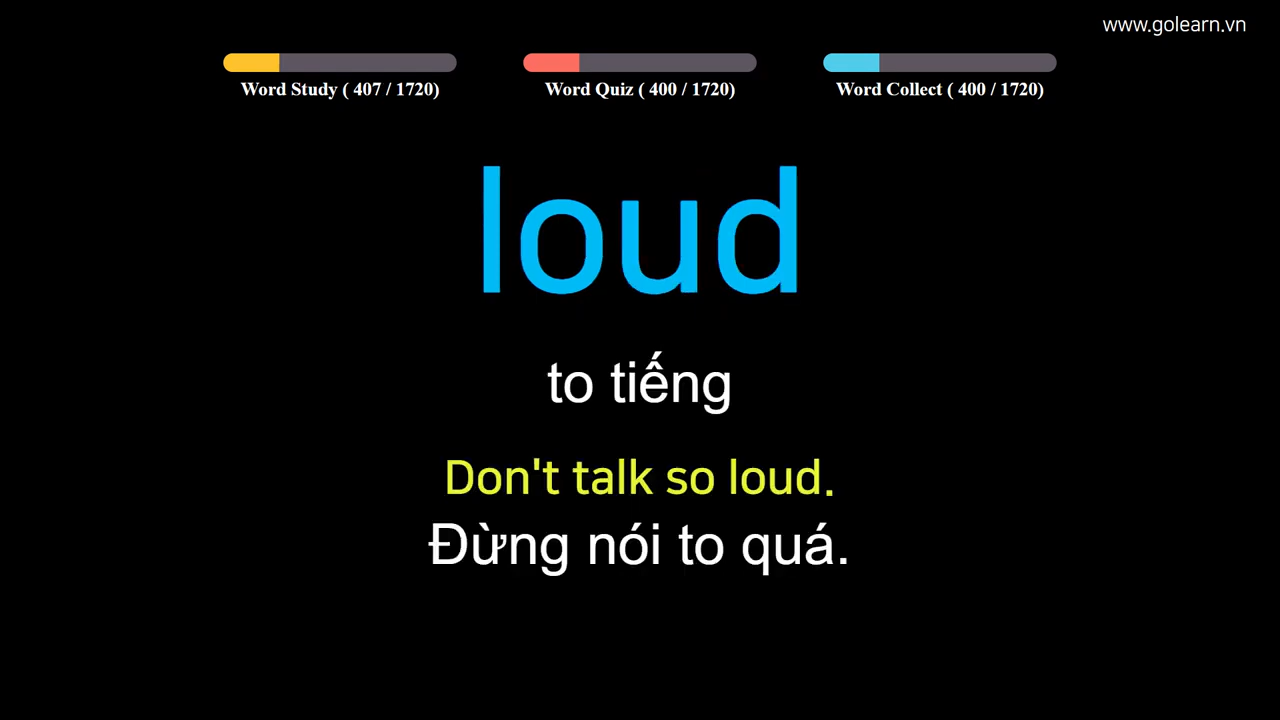 www.golearn.vn
Word Study ( 407 / 1720)
Word Quiz ( 400 / 1720)
Word Collect ( 400 / 1720)
loud
to tiếng
Don't talk so loud.
Đừng nói to quá.